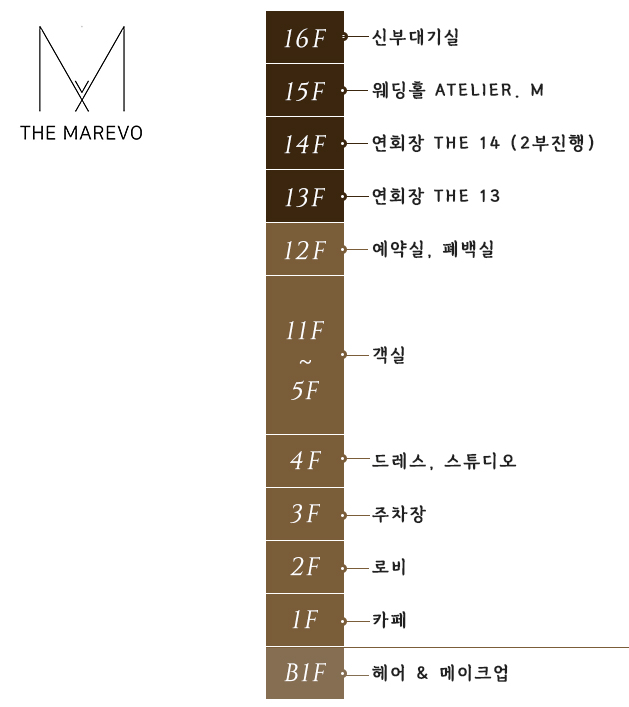 THE MAREVO
16F 신부대기실
15F 웨딩홀 ATELIER. M
14F 연회장 THE 14 (2부진행)
13F 연회장 THE 13
12F 예약실, 폐백실
11F
~
5F
객실
4F 드레스, 스튜디오
3F 주차장
2F 로비
1F 카페
B1F 헤어 & 메이크업